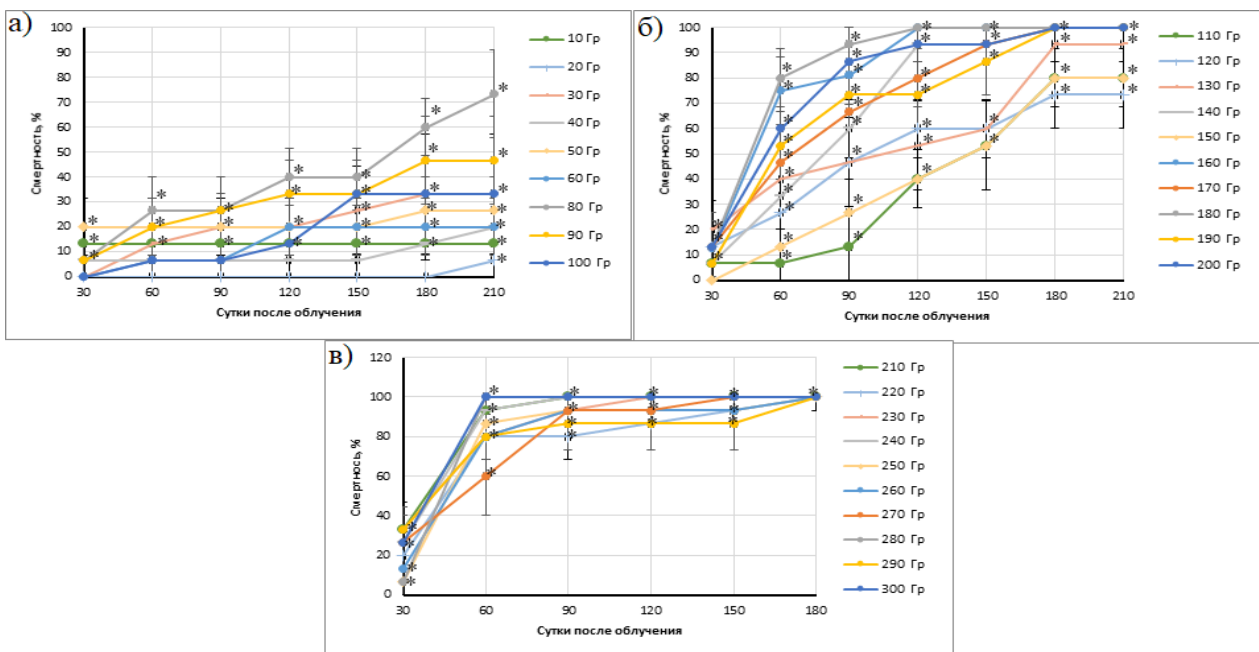 а)
100
90
80
70
60
50
40
30
20
10
0
Смертность, %
30 60 90 120 150 180 210
Сутки после облучения
10 Гр
20 Гр
30 Гр
40 Гр
50 Гр
60 Гр
80 Гр
90 Гр
100 Гр
б)
100
90
80
70
60
50
40
30
20
10
0
Смертность, %
30 60 90 120 150 180 210
Сутки после облучения
110 Гр
120 Гр
130 Гр
140 Гр
150 Гр
160 Гр
170 Гр
180 Гр
190 Гр
200 Гр
в)
120
100
80
60
40
20
0
Смертнось, %
30 60 90 120 150 180
Сутки после облучения
210 Гр
220 Гр
230 Гр
240 Гр
250 Гр
260 Гр
270 Гр
280 Гр
290 Гр
300 Гр